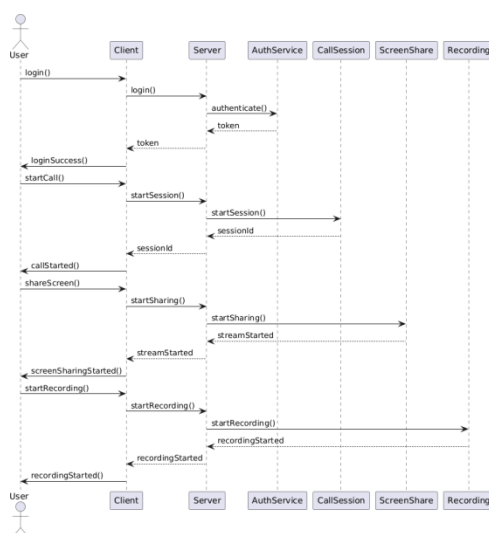 User
Client
Server
AuthService
CallSession
ScreenShare
Recording
login()
login()
authenticate()
token
token
loginSuccess()
startCall()
startSession()
startSession()
sessionId
sessionId
callStarted()
shareScreen()
startSharing()
startSharing()
streamStarted
streamStarted
screenSharingStarted()
startRecording()
startRecording()
startRecording()
recordingStarted
recordingStarted
recordingStarted()
User
Client
Server
AuthService
CallSession
ScreenShare
Recording